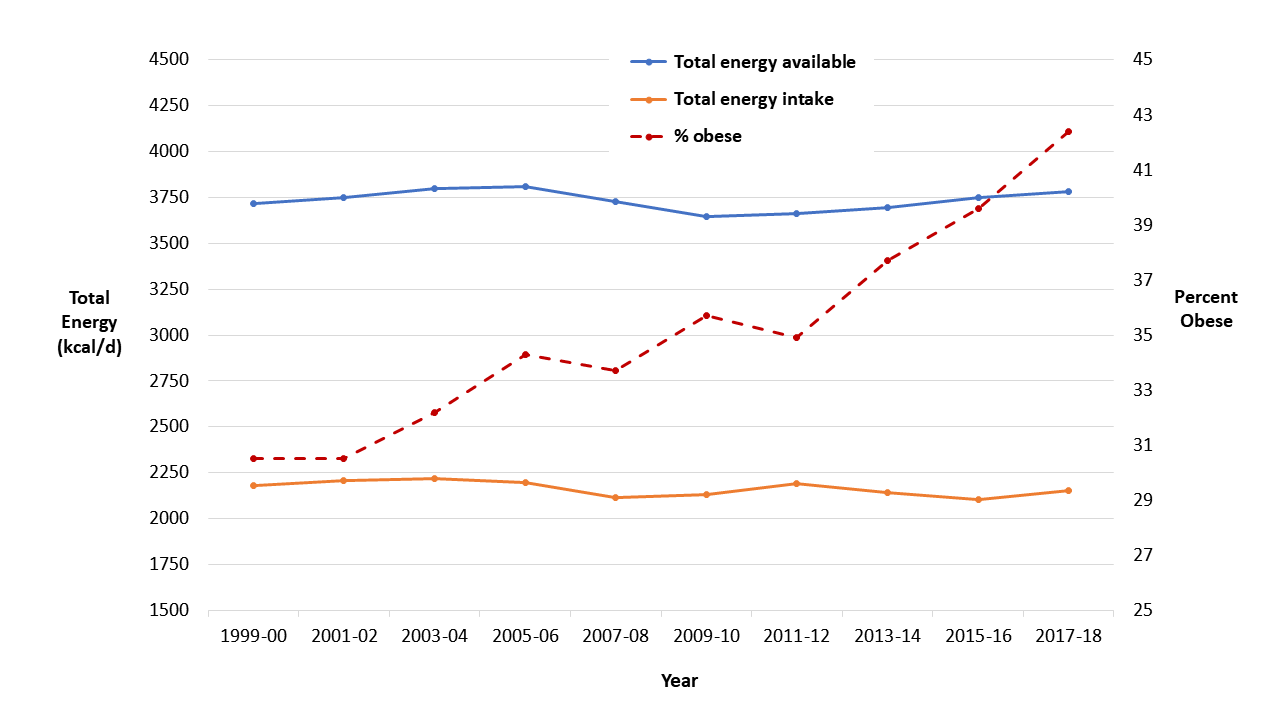 Total energy available
Total energy intake
% obese
4500
4250
4000
3750
3500
3250
3000
2750
2500
2250
2000
1750
1500
Total
Energy
(kcal/d)
45
43
41
39
37
35
33
31
29
27
25
Percent
Obese
1999-00 2001-02 2003-04 2005-06 2007-08 2009-10 2011-12 2013-14 2015-16 2017-18
Year